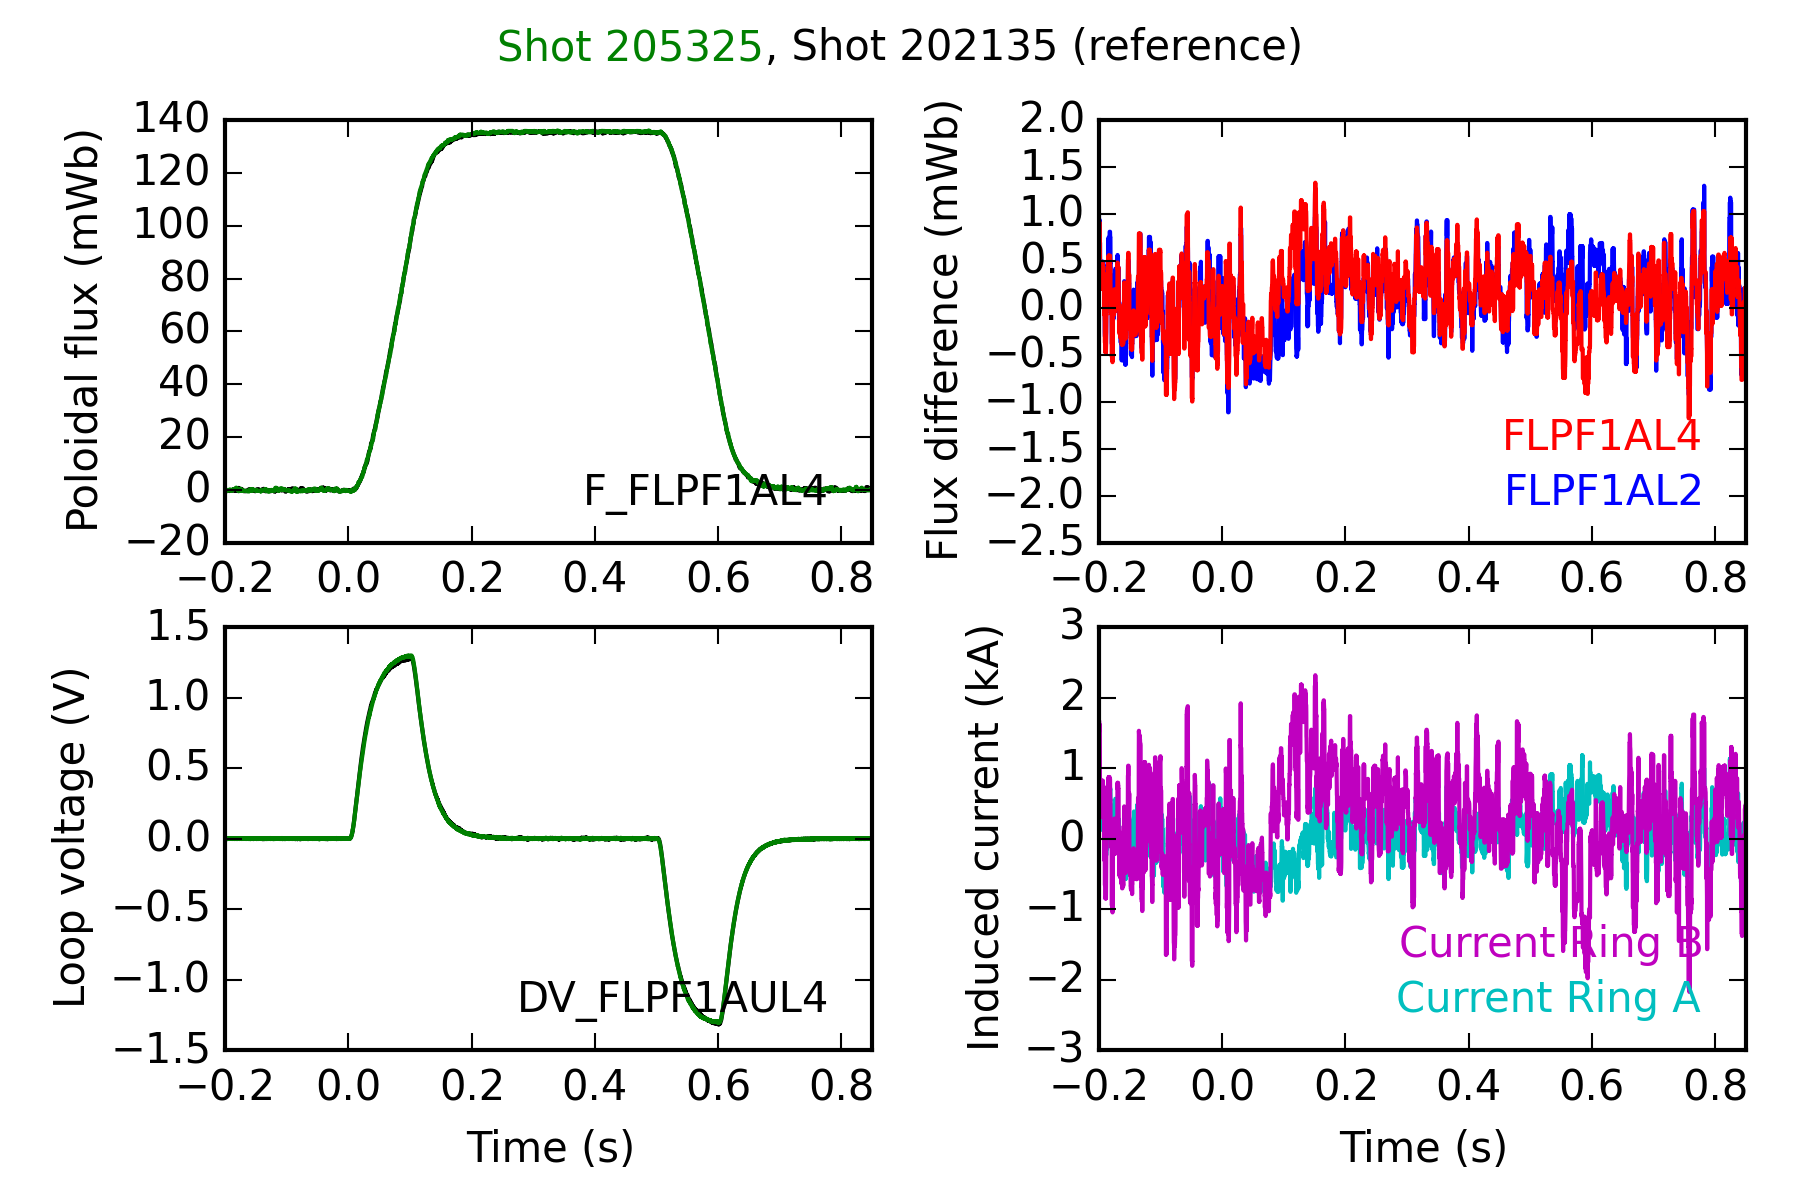 Shot 205325, Shot 202135 (reference)
Poloidal flux (mWb)
140
120
100
80
60
40
20
0
−20
−0.2 0.0 0.2 0.4 0.6 0.8
F_FLPF1AL4
Flux difference (mWb)
2.0
1.5
1.0
0.5
0.0
−0.5
−1.0
−1.5
−2.0
−2.5
−0.2 0.0 0.2 0.4 0.6 0.8
FLPF1AL4
FLPF1AL2
Loop voltage (V)
1.5
1.0
0.5
0.0
−0.5
−1.0
−1.5
−0.2 0.0 0.2 0.4 0.6 0.8
DV_FLPF1AUL4
Time (s)
Induced current (kA)
3
2
1
0
−1
−2
−3
−0.2 0.0 0.2 0.4 0.6 0.8
Current Ring B
Current Ring A
Time (s)